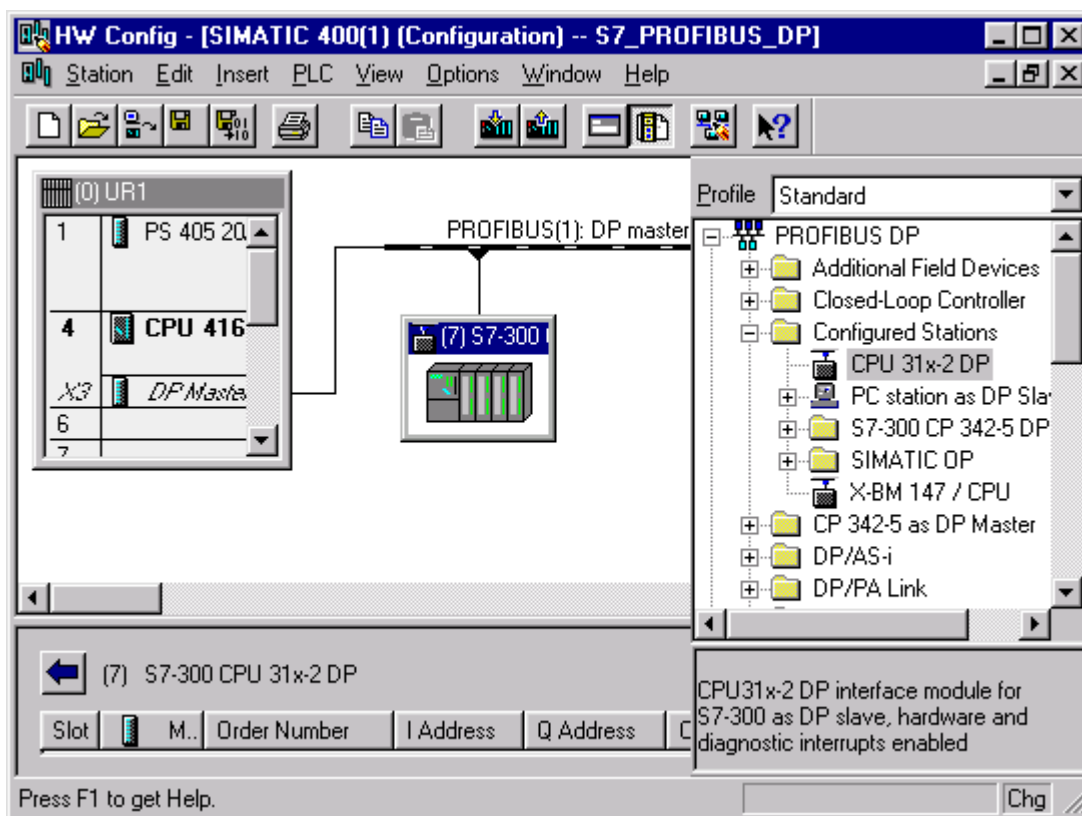 HW Config - [SIMATIC 400(1) (Configuration) -- S7_PROFIBUS_DP]
Station Edit Insert PLC View Options Window Help
(0) UR1
1 PS 405 20
4 CPU 416
X3 DP Master
6
7
PROFIBUS(1): DP master
(7) S7-300
Profile Standard
PROFIBUS DP
Additional Field Devices
Closed-Loop Controller
Configured Stations
CPU 31x-2 DP
PC station as DP Sla
S7-300 CP 342-5 DP
SIMATIC OP
X-BM 147 / CPU
CP 342-5 as DP Master
DP/AS-i
DP/PA Link
(7) S7-300 CPU 31x-2 DP
Slot M.. Order Number I Address Q Address C
CPU31x-2 DP interface module for
S7-300 as DP slave, hardware and
diagnostic interrupts enabled
Press F1 to get Help.
Chg